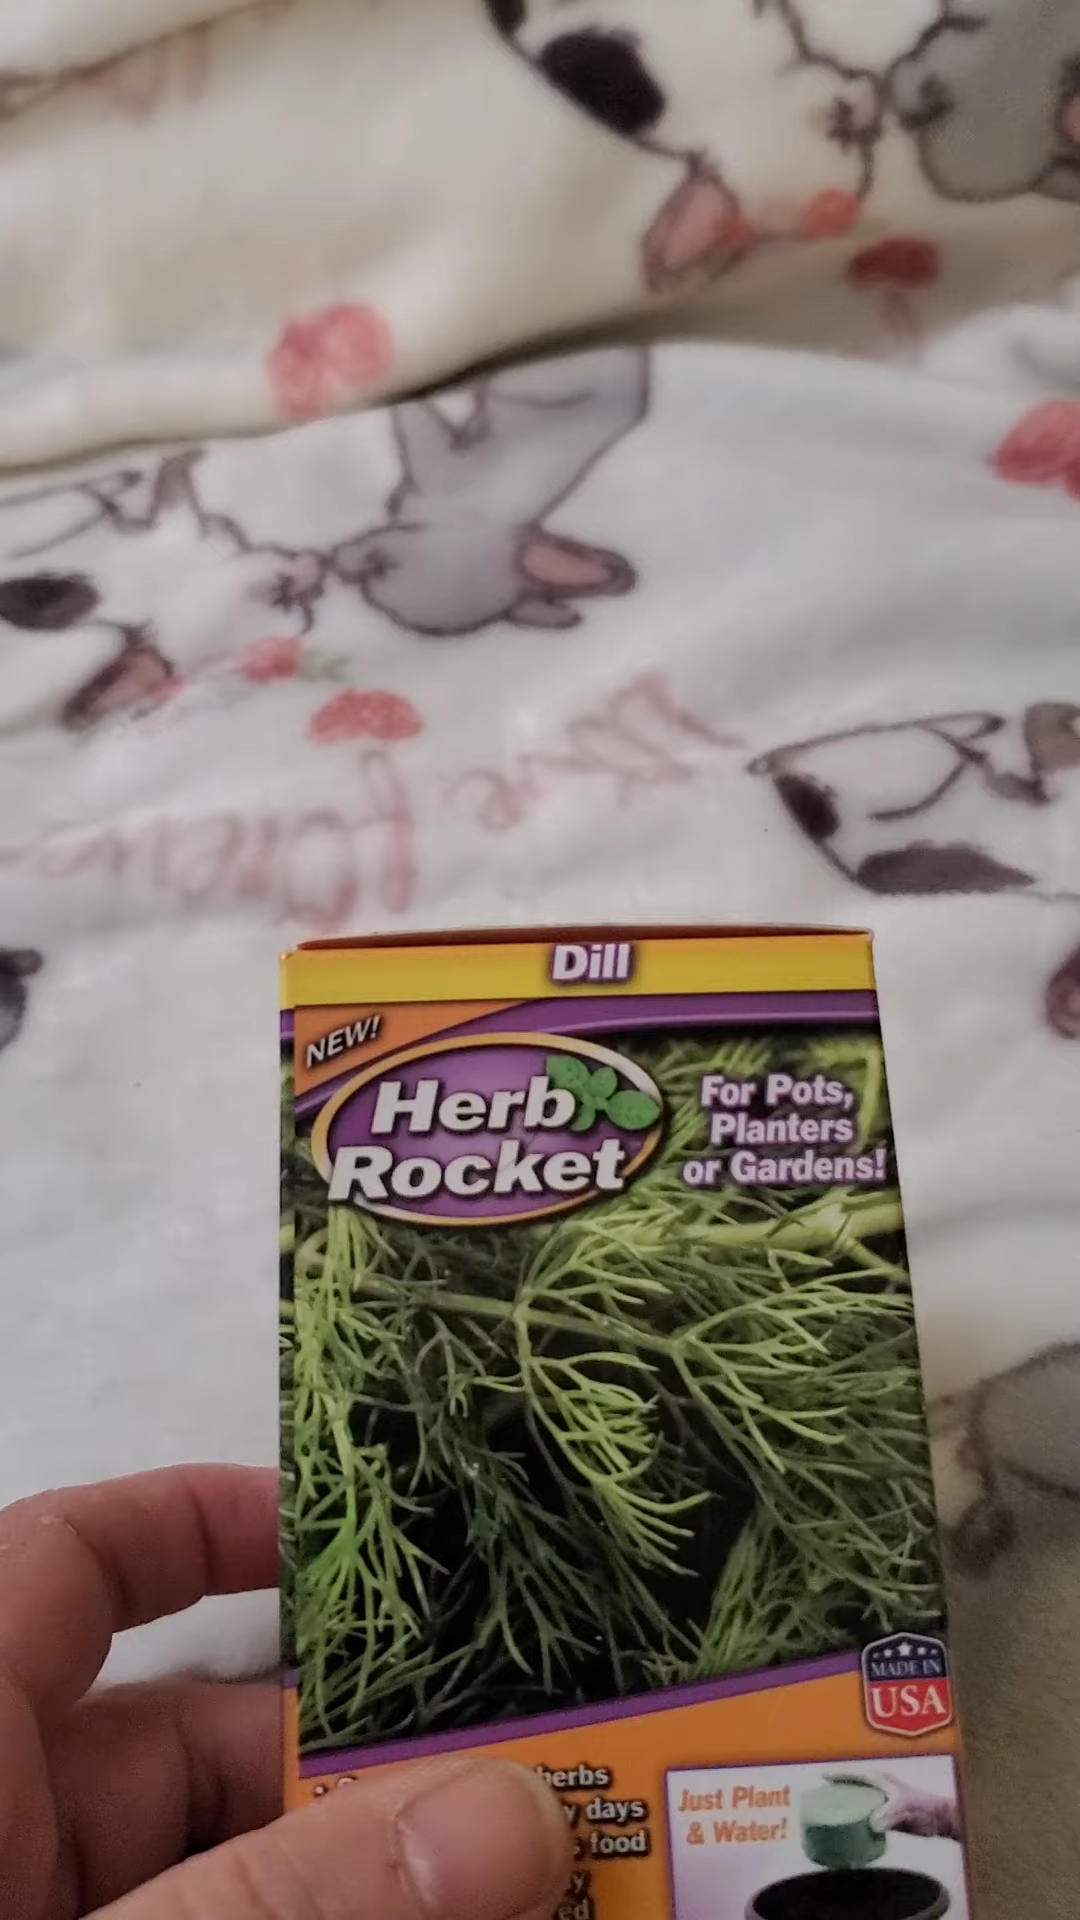 Dill
NEW!
Herb
Rocket
For Pots,
Planters
or Gardens!
MADE IN
USA
herbs
days
food
Just Plant
& Water!